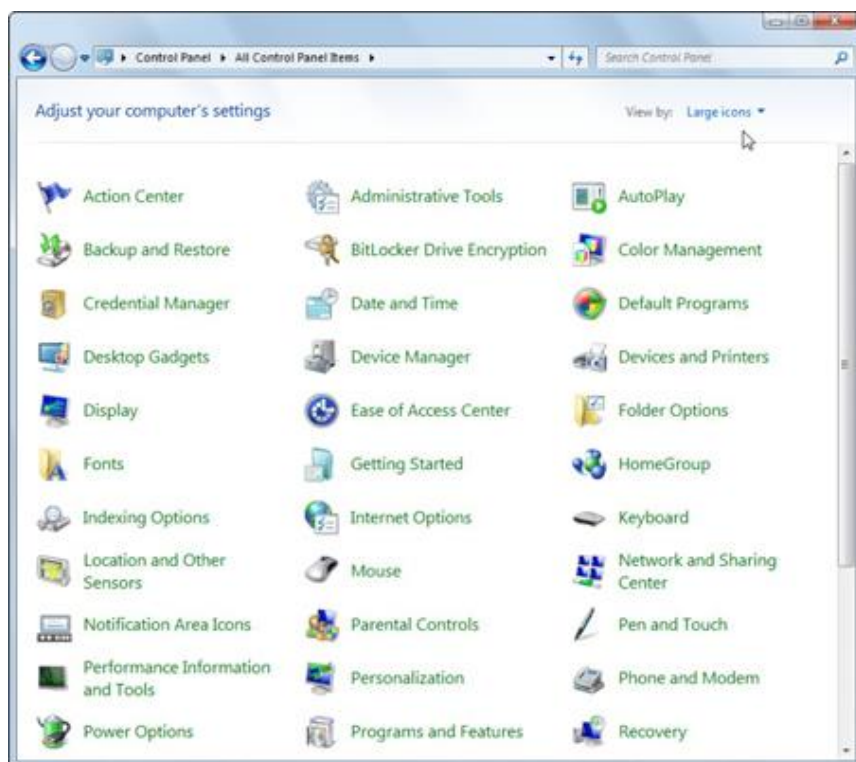 Control Panel ▸ All Control Panel Items ▸
Search Control Panel
Adjust your computer's settings
View by: Large icons
Action Center
Administrative Tools
AutoPlay
Backup and Restore
BitLocker Drive Encryption
Color Management
Credential Manager
Date and Time
Default Programs
Desktop Gadgets
Device Manager
Devices and Printers
Display
Ease of Access Center
Folder Options
Fonts
Getting Started
HomeGroup
Indexing Options
Internet Options
Keyboard
Location and Other
Sensors
Mouse
Network and Sharing
Center
Notification Area Icons
Parental Controls
Pen and Touch
Performance Information
and Tools
Personalization
Phone and Modem
Power Options
Programs and Features
Recovery